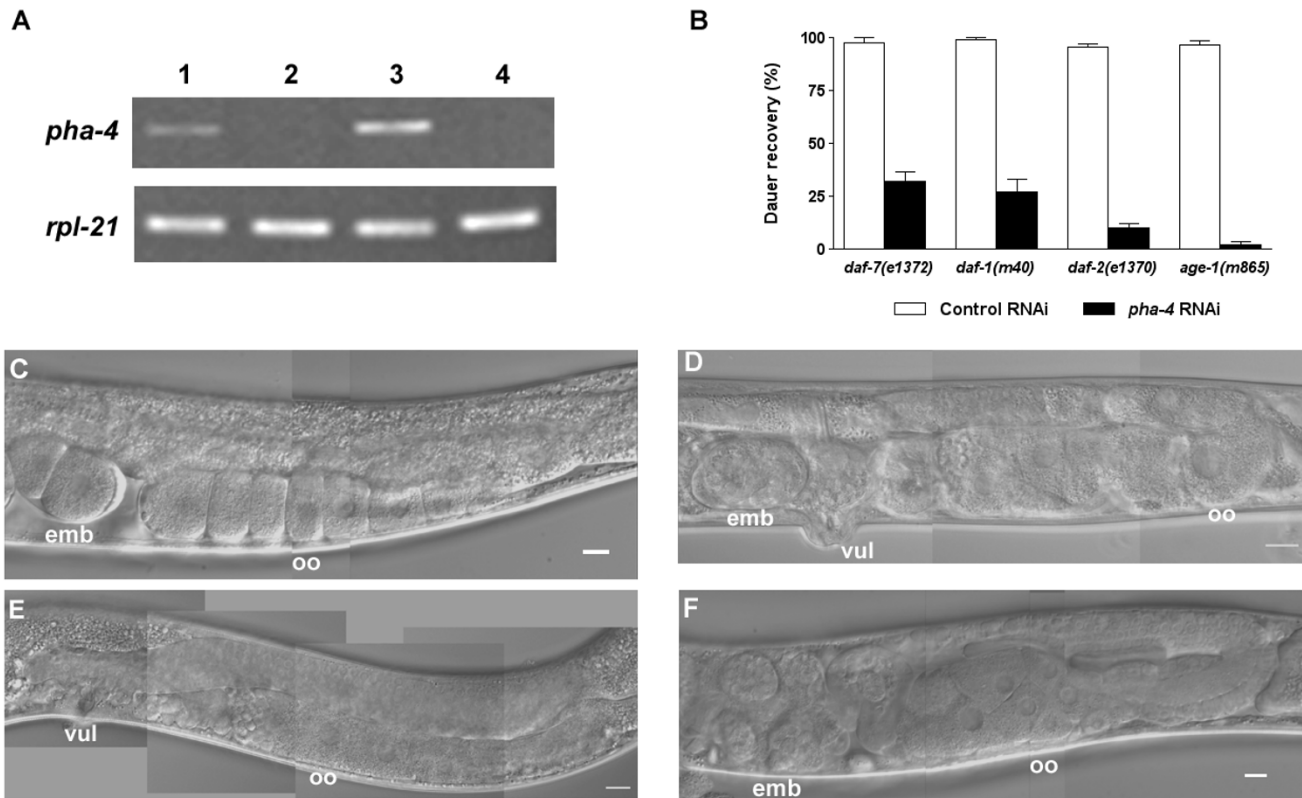 A
1 2 3 4
pha-4
rpl-21
B
Dauer recovery (%)
100
75
50
25
0
daf-7(e1372) daf-1(m40) daf-2(e1370) age-1(m865)
Control RNAi pha-4 RNAi
C
emb
oo
D
emb
vul
oo
E
vul
oo
F
emb
oo